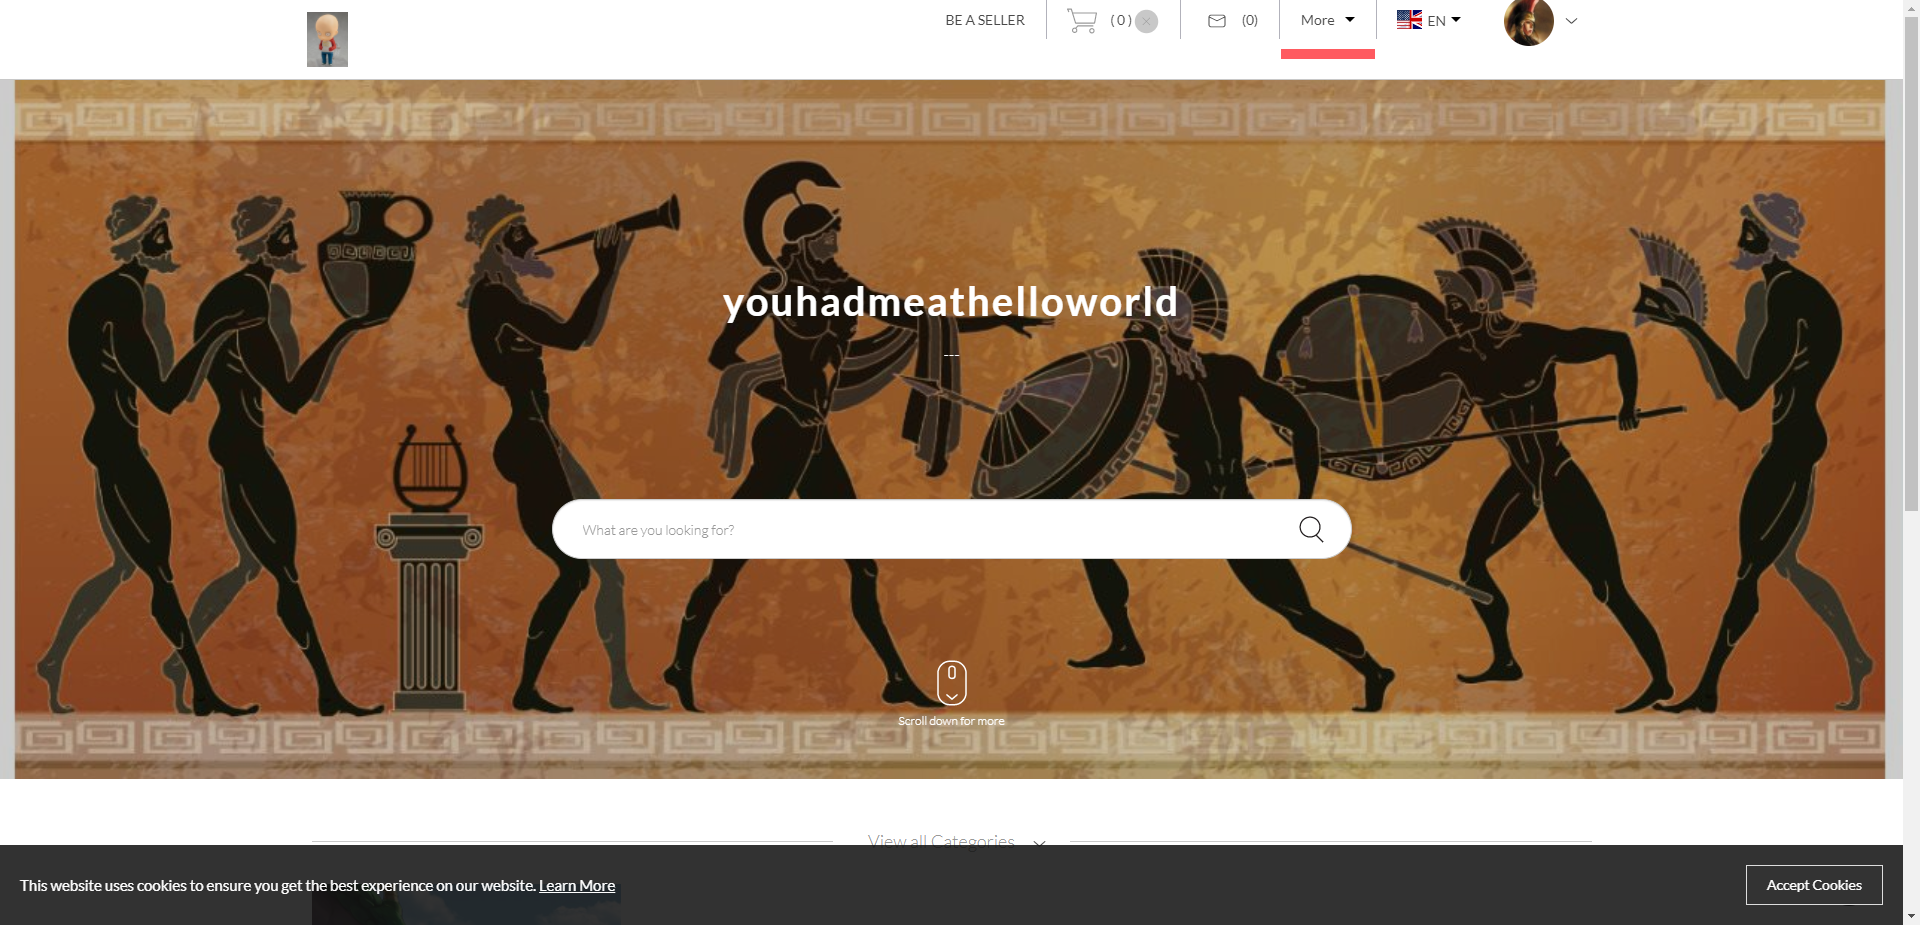 BE A SELLER
( 0 )
(0)
More
EN
youhadmeathelloworld
---
What are you looking for?
Scroll down for more
View all Categories
This website uses cookies to ensure you get the best experience on our website. Learn More
Accept Cookies